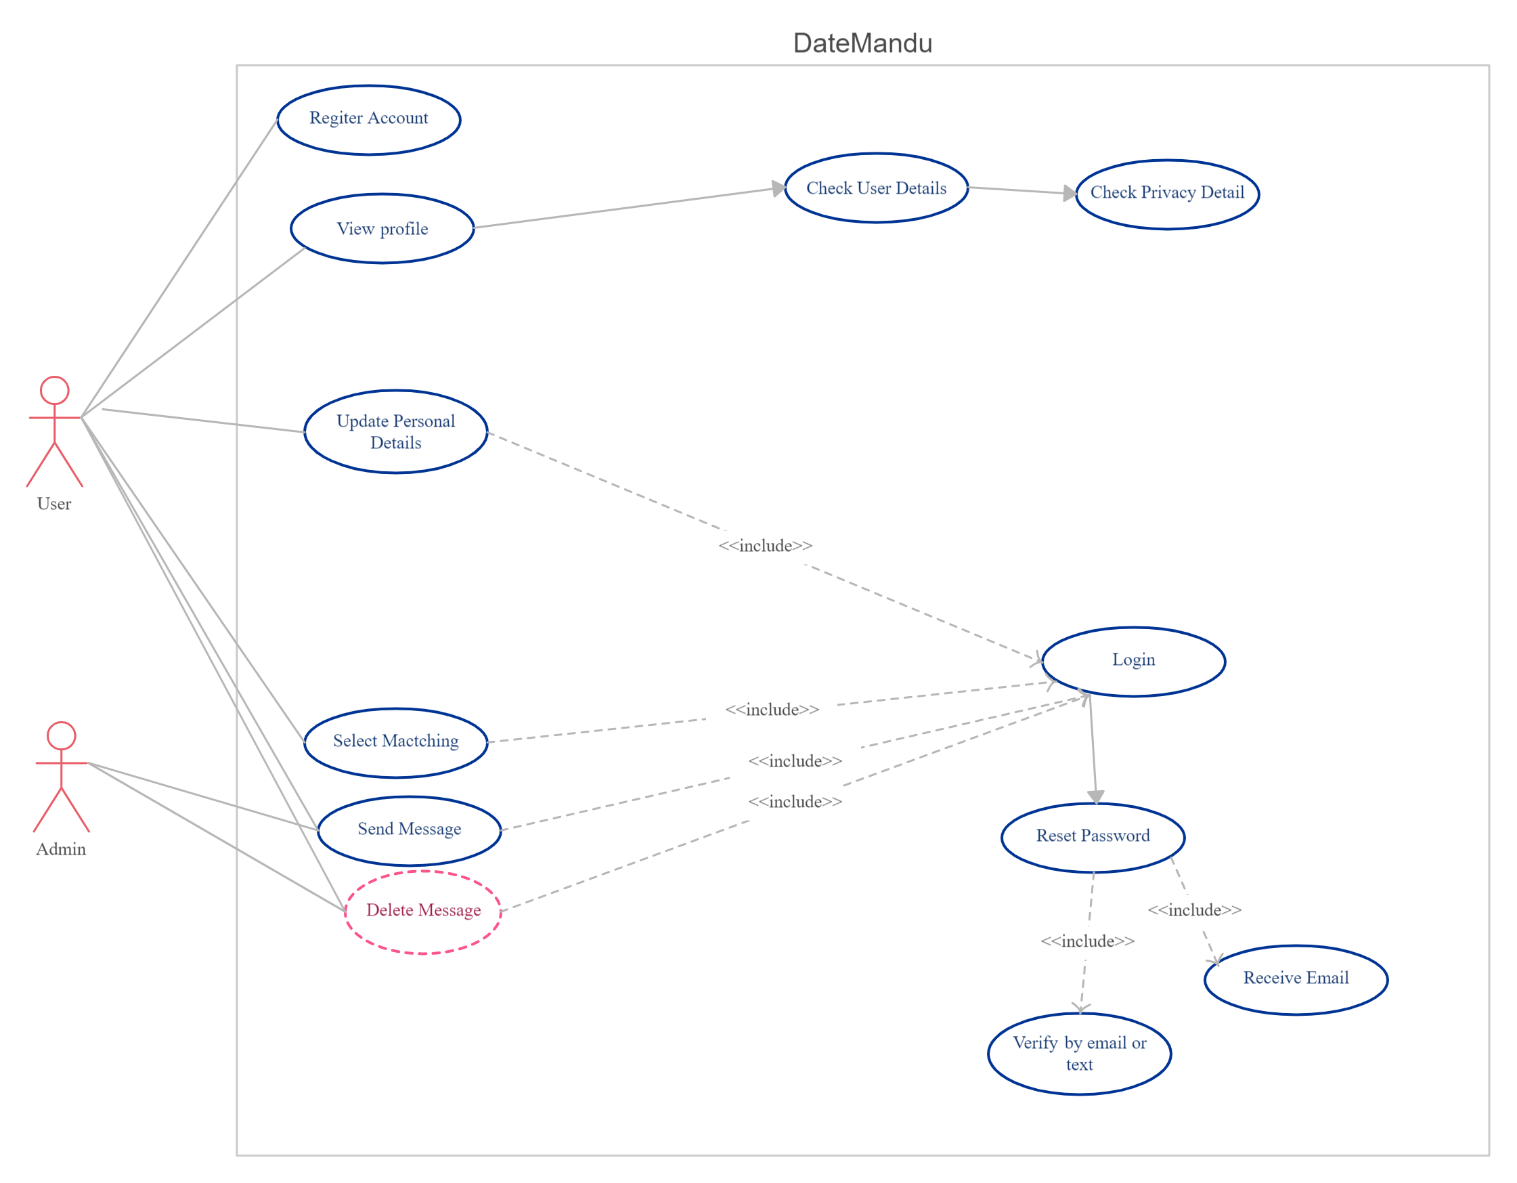 DateMandu
Regiter Account
Check User Details
Check Privacy Detail
View profile
Update Personal
Details
User
<<include>>
Login
<<include>>
Select Mactching
<<include>>
<<include>>
Send Message
Reset Password
Admin
Delete Message
<<include>>
<<include>>
Receive Email
Verify by email or
text